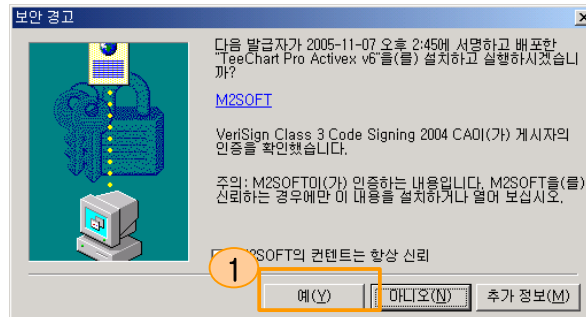 보안 경고
다음 발급자가 2005-11-07 오후 2:45에 서명하고 배포한
"TeeChart Pro Activex v6"을(를) 설치하고 실행하시겠습니
까?
M2SOFT
VeriSign Class 3 Code Signing 2004 CA이(가) 게시자의
인증을 확인했습니다.
주의: M2SOFT이(가) 인증하는 내용입니다. M2SOFT을(를)
신뢰하는 경우에만 이 내용을 설치하거나 열어 보십시오.
M2SOFT의 컨텐트는 항상 신뢰
1
예(Y) 아니오(N) 추가 정보(M)